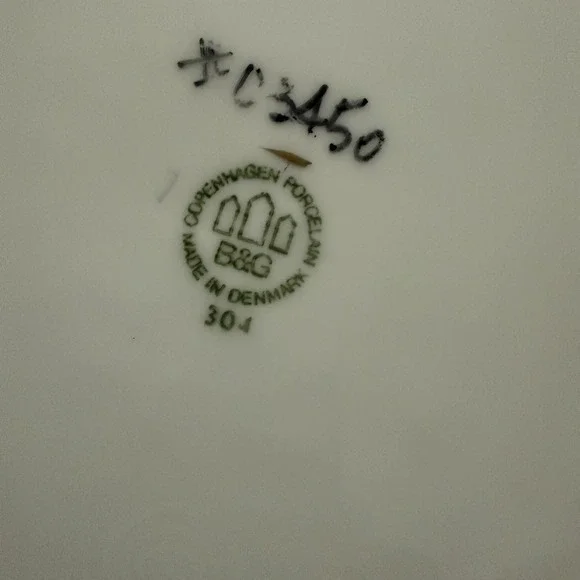 *C3450
COPENHAGEN PORCELAIN
B&G
MADE IN DENMARK
304